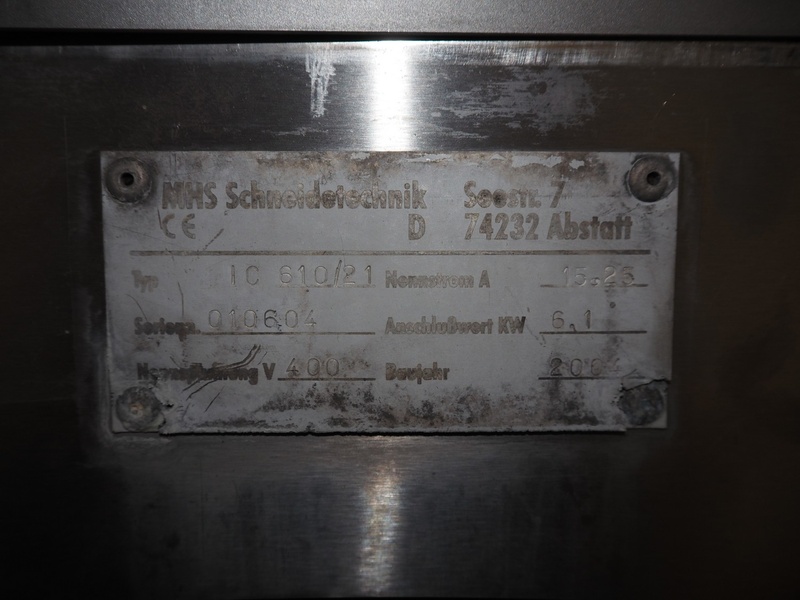 MHS Schneidetechnik Seestr. 7
CE D 74232 Abstatt
Typ IC 610/21 Nennstrom A 15.25
Seriegn. 010604 Anschlußwert KW 6,1
Nennspannung V 400 Baujahr